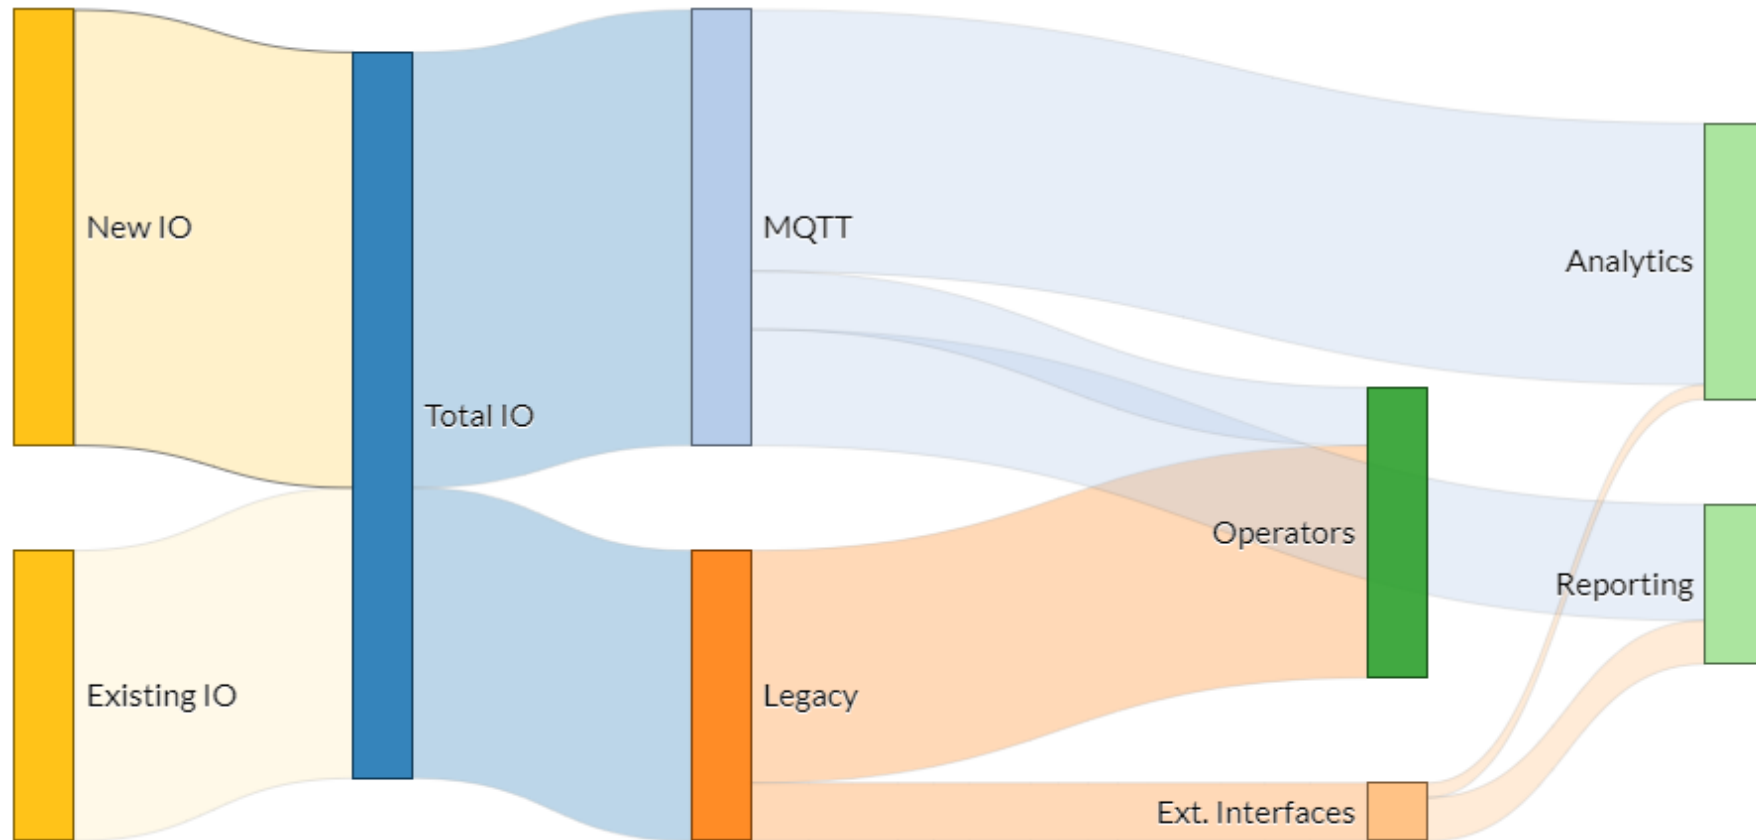 New IO
MQTT
Analytics
Total IO
Operators
Reporting
Existing IO
Legacy
Ext. Interfaces